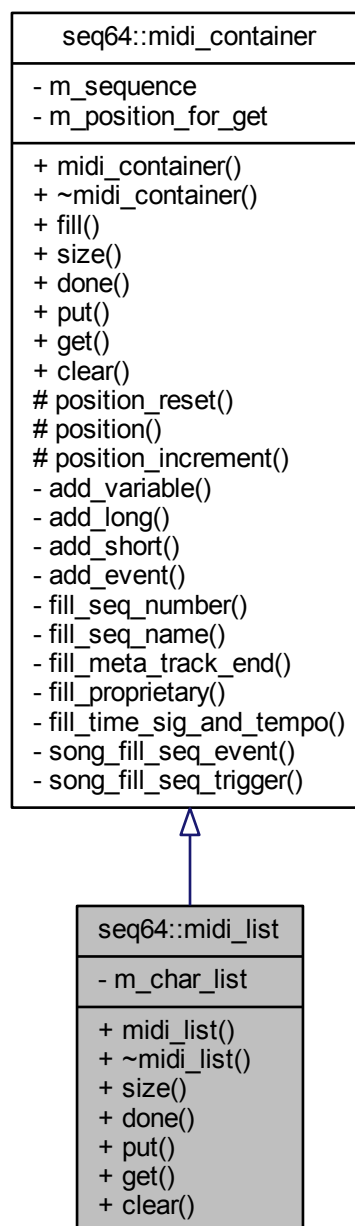 seq64::midi_container
- m_sequence
- m_position_for_get
+ midi_container()
+ ~midi_container()
+ fill()
+ size()
+ done()
+ put()
+ get()
+ clear()
# position_reset()
# position()
# position_increment()
- add_variable()
- add_long()
- add_short()
- add_event()
- fill_seq_number()
- fill_seq_name()
- fill_meta_track_end()
- fill_proprietary()
- fill_time_sig_and_tempo()
- song_fill_seq_event()
- song_fill_seq_trigger()
seq64::midi_list
- m_char_list
+ midi_list()
+ ~midi_list()
+ size()
+ done()
+ put()
+ get()
+ clear()